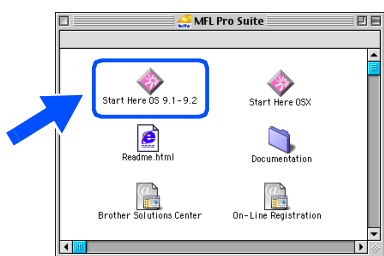 MFL Pro Suite
Start Here OS 9.1-9.2
Start Here OSX
Readme.html
Documentation
Brother Solutions Center
On-Line Registration